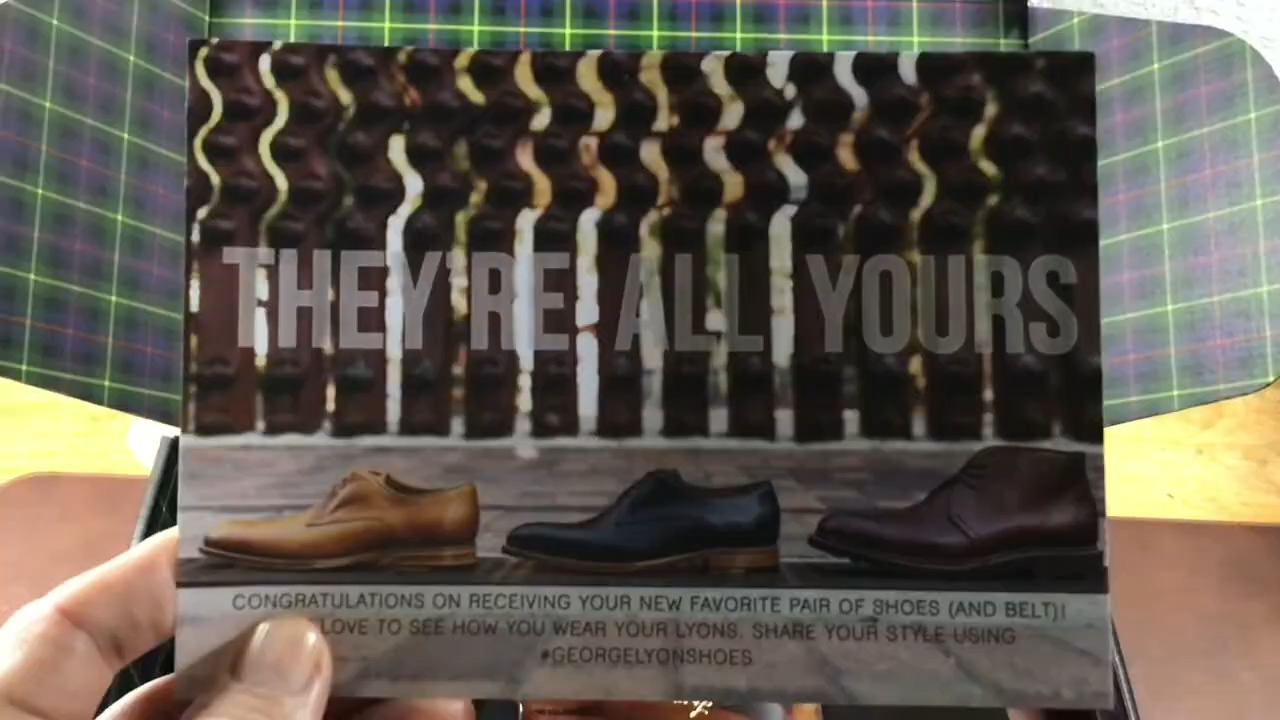 THEY'RE ALL YOURS
CONGRATULATIONS ON RECEIVING YOUR NEW FAVORITE PAIR OF SHOES (AND BELT)!
LOVE TO SEE HOW YOU WEAR YOUR LYONS. SHARE YOUR STYLE USING
#GEORGELYONSHOES